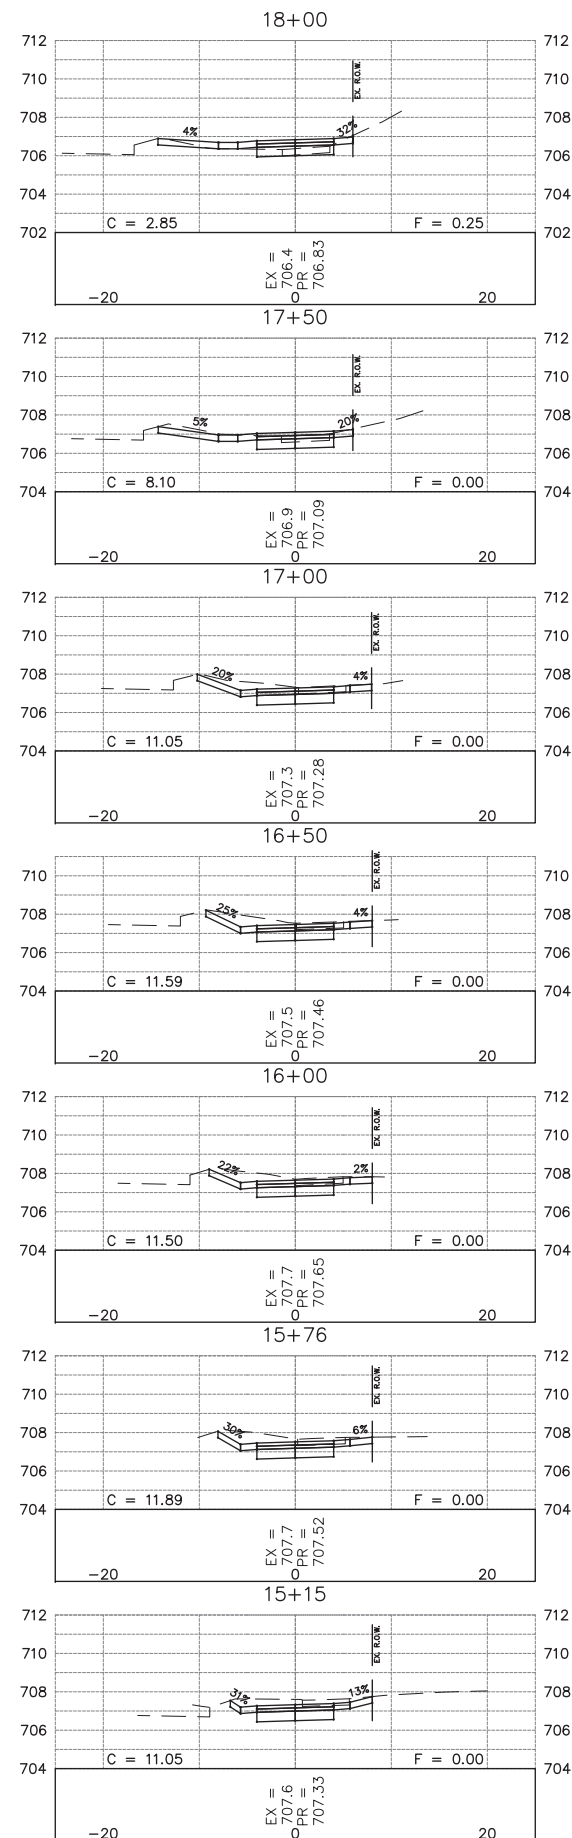 18+00
712 712
710 710
EX. R.O.W.
708 708
4% 32%
706 706
704 704
C = 2.85 F = 0.25
702 702
EX = 706.4
PR = 706.83
-20 0 20
17+50
712 712
710 710
EX. R.O.W.
708 708
5% 20%
706 706
C = 8.10 F = 0.00
704 704
EX = 706.9
PR = 707.09
-20 0 20
17+00
712 712
710 710
EX. R.O.W.
708 708
20% 4%
706 706
C = 11.05 F = 0.00
704 704
EX = 707.3
PR = 707.28
-20 0 20
16+50
EX. R.O.W.
710 710
25% 4%
708 708
706 706
C = 11.59 F = 0.00
704 704
EX = 707.5
PR = 707.46
-20 0 20
16+00
712 712
EX. R.O.W.
710 710
22% 2%
708 708
706 706
C = 11.50 F = 0.00
704 704
EX = 707.7
PR = 707.65
-20 0 20
15+76
712 712
EX. R.O.W.
710 710
30% 6%
708 708
706 706
C = 11.89 F = 0.00
704 704
EX = 707.7
PR = 707.52
-20 0 20
15+15
712 712
EX. R.O.W.
710 710
31% 13%
708 708
706 706
C = 11.05 F = 0.00
704 704
EX = 707.6
PR = 707.33
-20 0 20